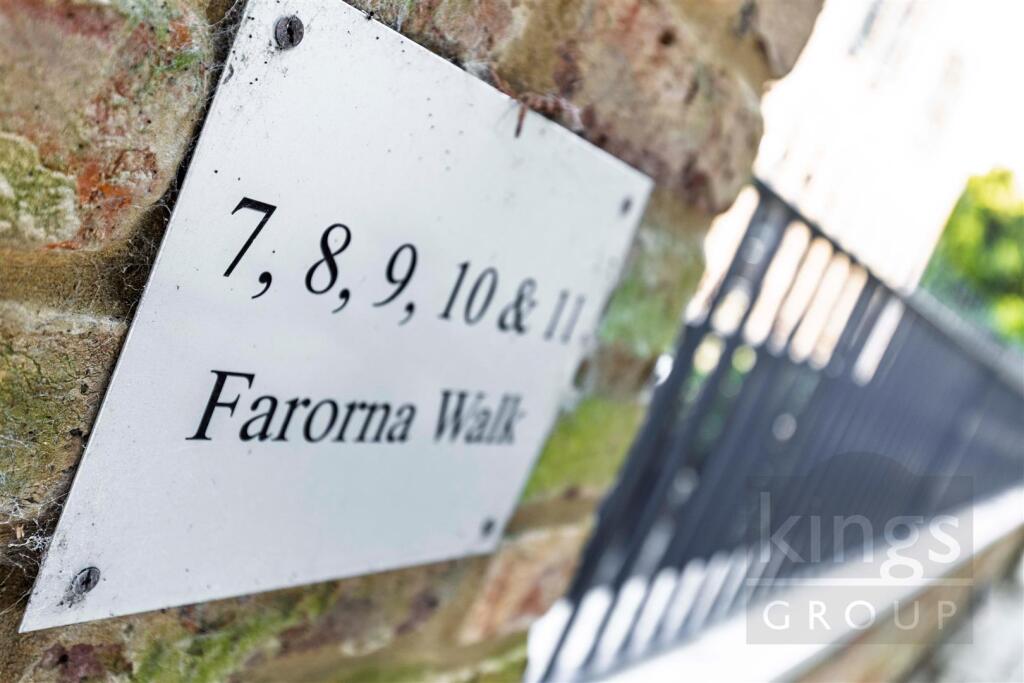 7, 8, 9, 10 & 11
Farorna Walk
kings
GROUP